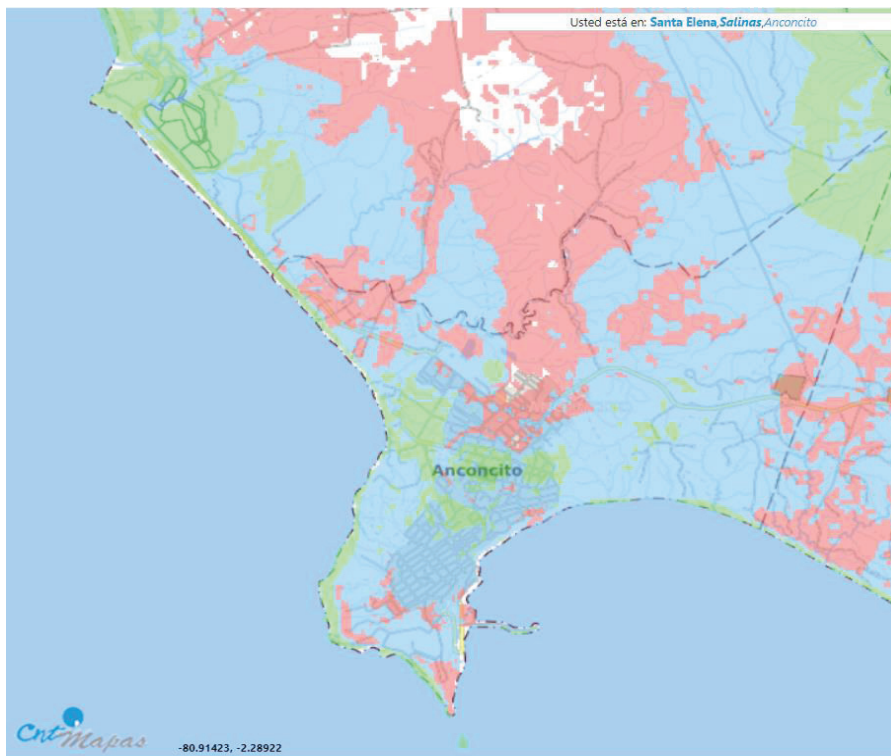 Usted está en: Santa Elena,Salinas,Anconcito
Anconcito
Cnt Mapas
-80.91423, -2.28922